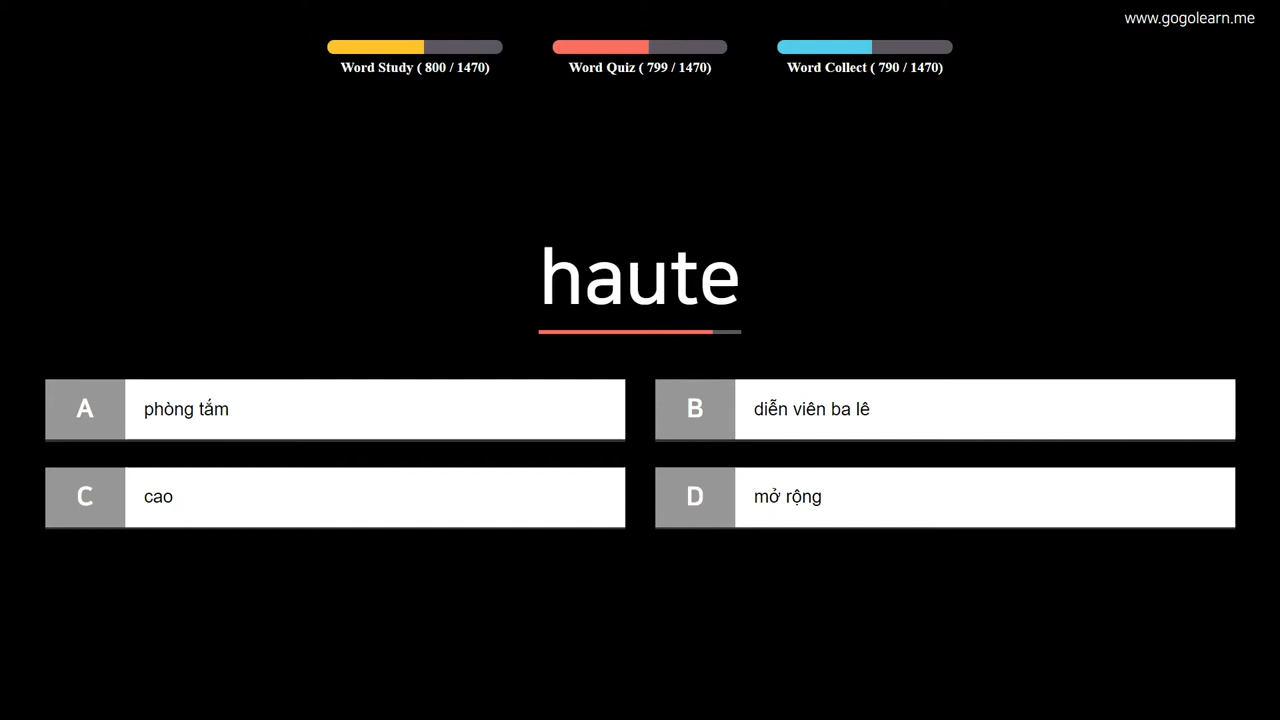 www.gogolearn.me
Word Study ( 800 / 1470)
Word Quiz ( 799 / 1470)
Word Collect ( 790 / 1470)
haute
A phòng tắm
B diễn viên ba lê
C cao
D mở rộng